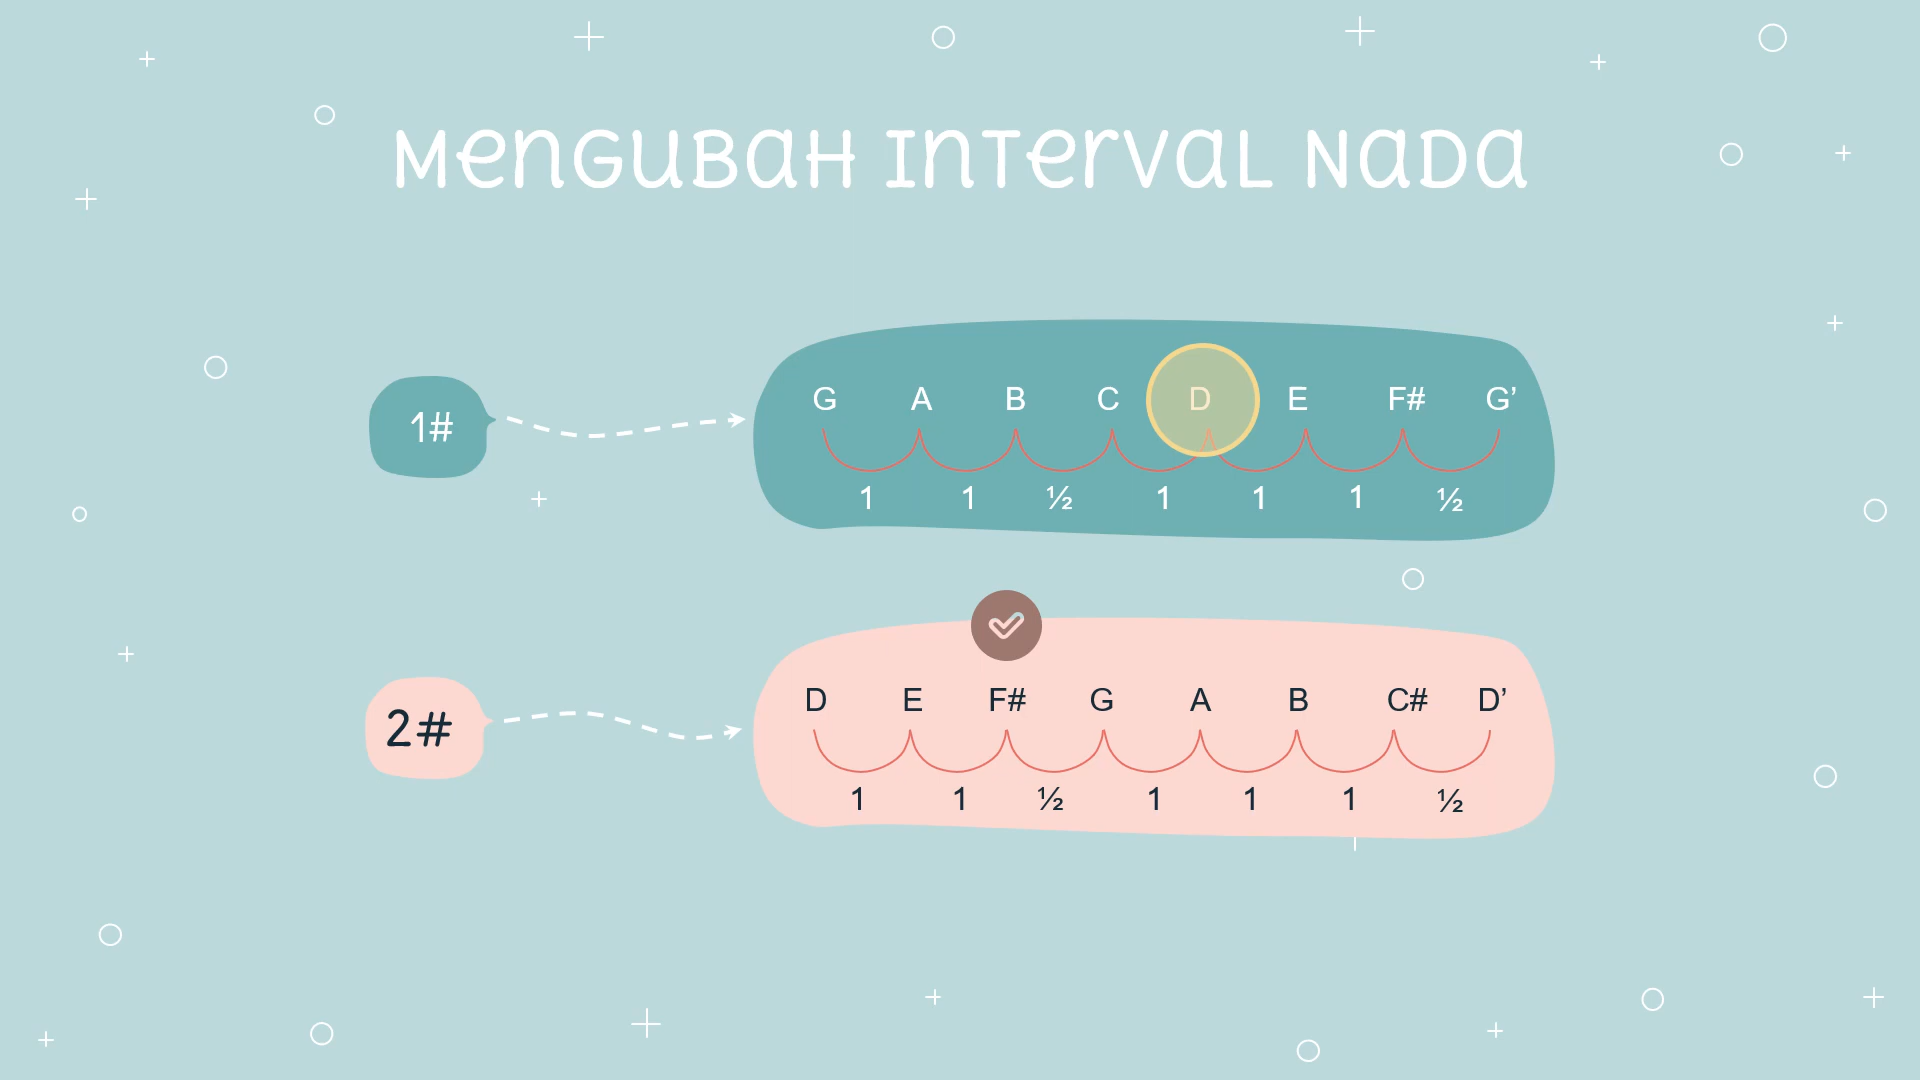 Mengubah Interval Nada
1#
G A B C D E F# G’
1 1 ½ 1 1 1 ½
2#
D E F# G A B C# D’
1 1 ½ 1 1 1 ½